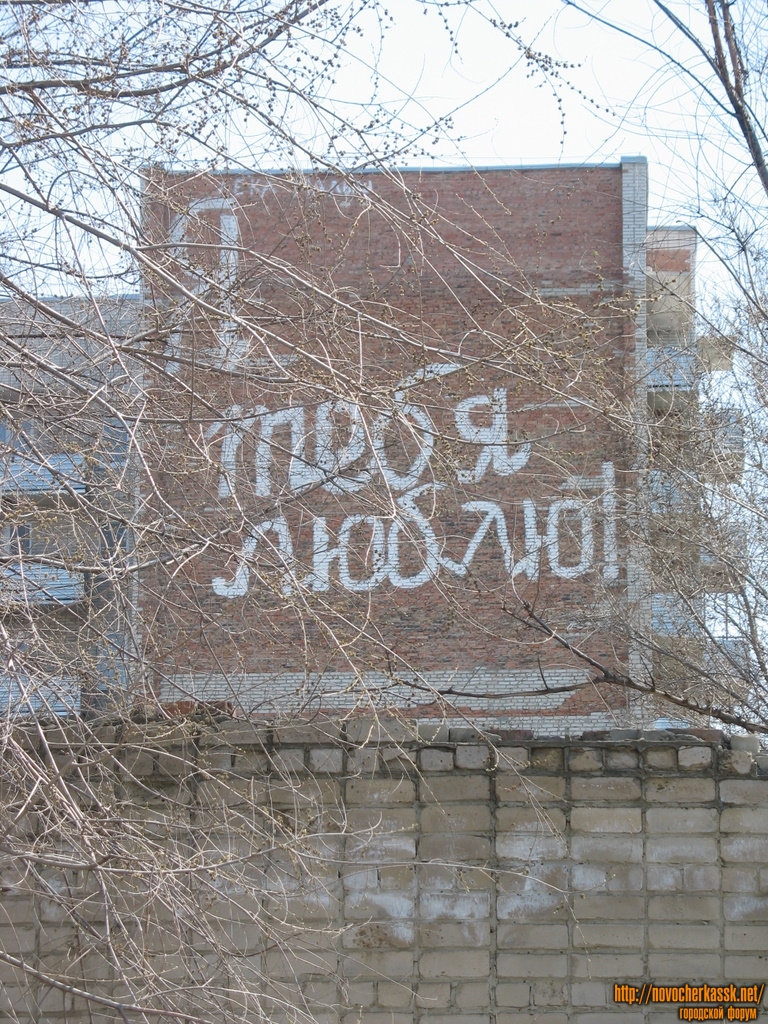 Я
тебя
люблю!
http://novocherkassk.net/
городской форум